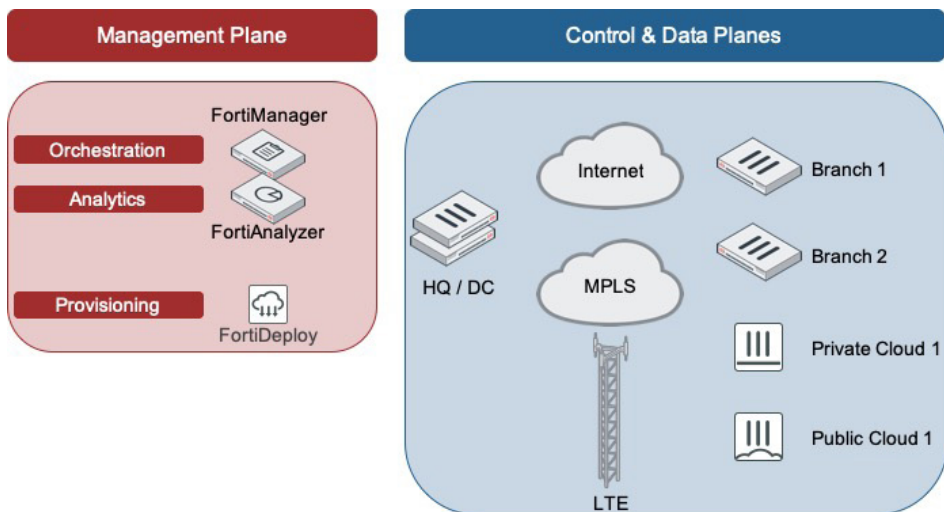 Management Plane
Control & Data Planes
FortiManager
Orchestration
Analytics
FortiAnalyzer
Provisioning
FortiDeploy
Internet
MPLS
LTE
HQ / DC
Branch 1
Branch 2
Private Cloud 1
Public Cloud 1